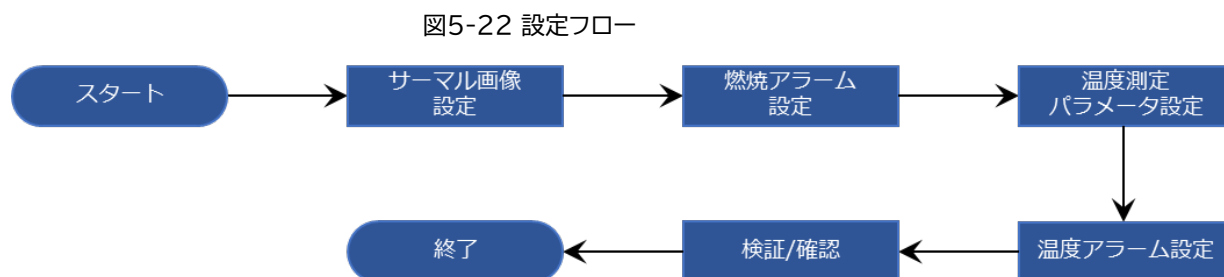 図5-22 設定フロー
スタート
サーマル画像
設定
燃焼アラーム
設定
温度測定
パラメータ設定
温度アラーム設定
検証/確認
終了